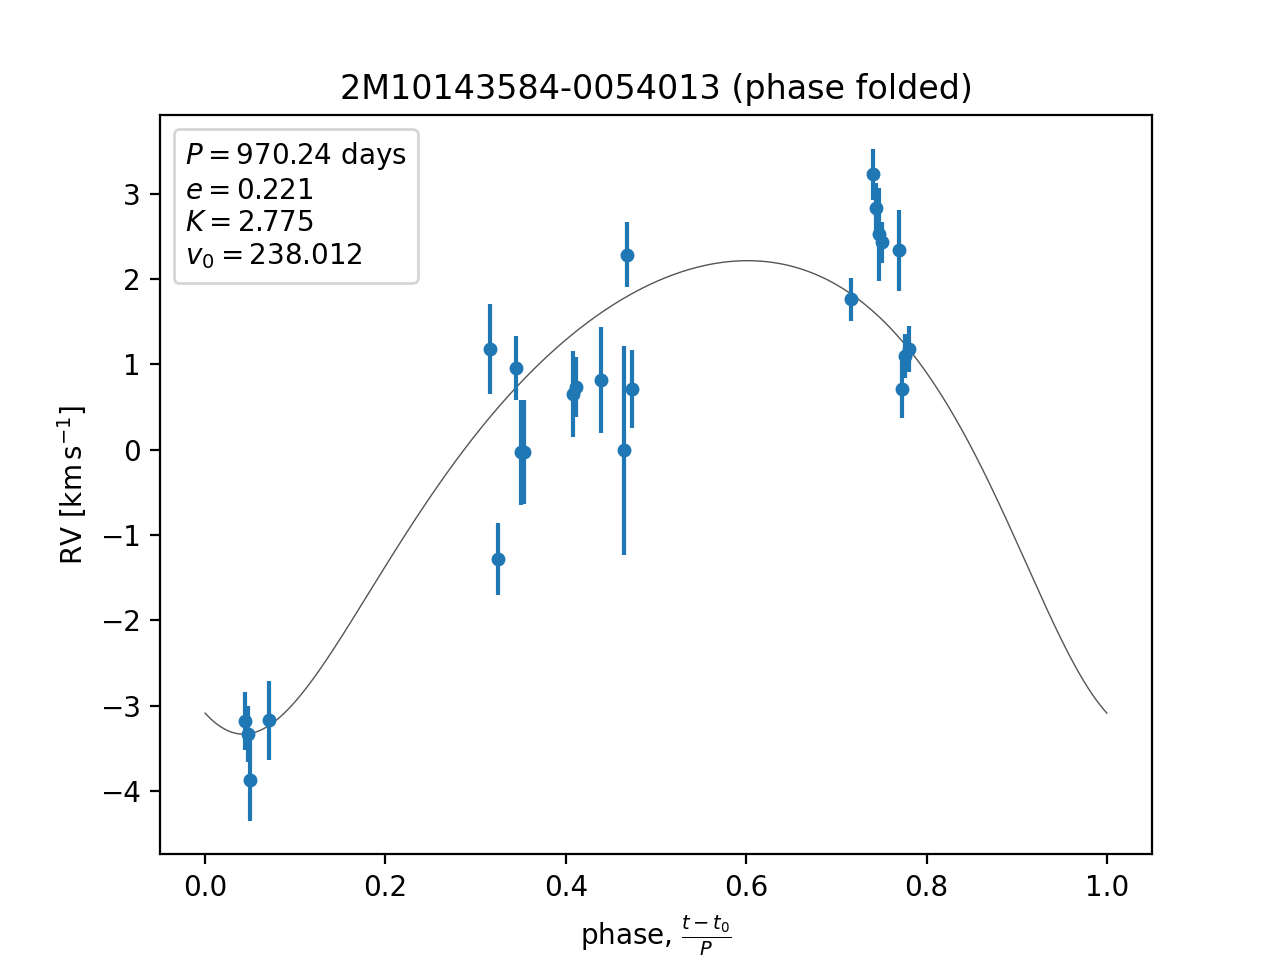 2M10143584-0054013 (phase folded)
P = 970.24 days
e = 0.221
K = 2.775
v₀ = 238.012
3
2
1
0
−1
−2
−3
−4
RV [km s⁻¹]
0.0 0.2 0.4 0.6 0.8 1.0
phase, (t − t₀)/P